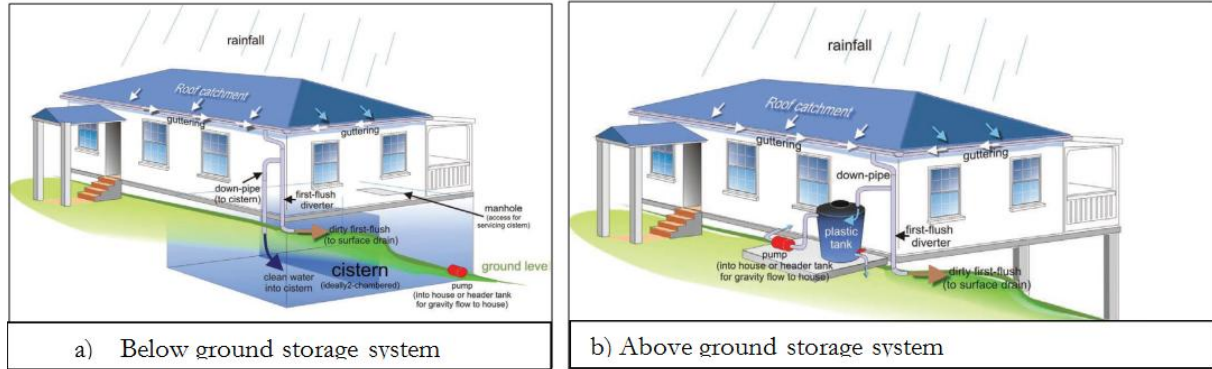 rainfall
Roof catchment
guttering
guttering
down-pipe
(to cistern)
first-flush
diverter
manhole
(access for
servicing cistern)
dirty first-flush
(to surface drain)
clean water
into cistern
cistern
(ideally2-chambered)
ground level
pump
(into house or header tank
for gravity flow to house)
a) Below ground storage system
rainfall
Roof catchment
guttering
guttering
down-pipe
plastic
tank
first-flush
diverter
pump
(into house or header tank
for gravity flow to house)
dirty first-flush
(to surface drain)
b) Above ground storage system